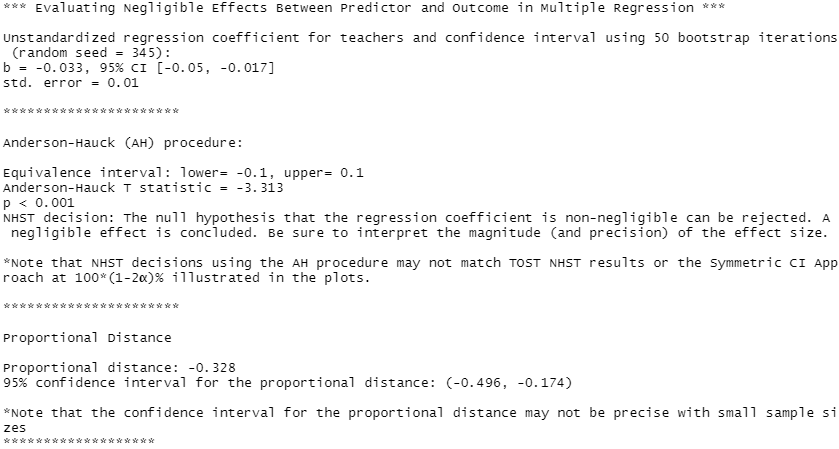 *** Evaluating Negligible Effects Between Predictor and Outcome in Multiple Regression ***
Unstandardized regression coefficient for teachers and confidence interval using 50 bootstrap iterations
(random seed = 345):
b = -0.033, 95% CI [-0.05, -0.017]
std. error = 0.01
**********************
Anderson-Hauck (AH) procedure:
Equivalence interval: lower= -0.1, upper= 0.1
Anderson-Hauck T statistic = -3.313
p < 0.001
NHST decision: The null hypothesis that the regression coefficient is non-negligible can be rejected. A
negligible effect is concluded. Be sure to interpret the magnitude (and precision) of the effect size.
*Note that NHST decisions using the AH procedure may not match TOST NHST results or the Symmetric CI App
roach at 100*(1-2α)% illustrated in the plots.
**********************
Proportional Distance
Proportional distance: -0.328
95% confidence interval for the proportional distance: (-0.496, -0.174)
*Note that the confidence interval for the proportional distance may not be precise with small sample si
zes
*******************